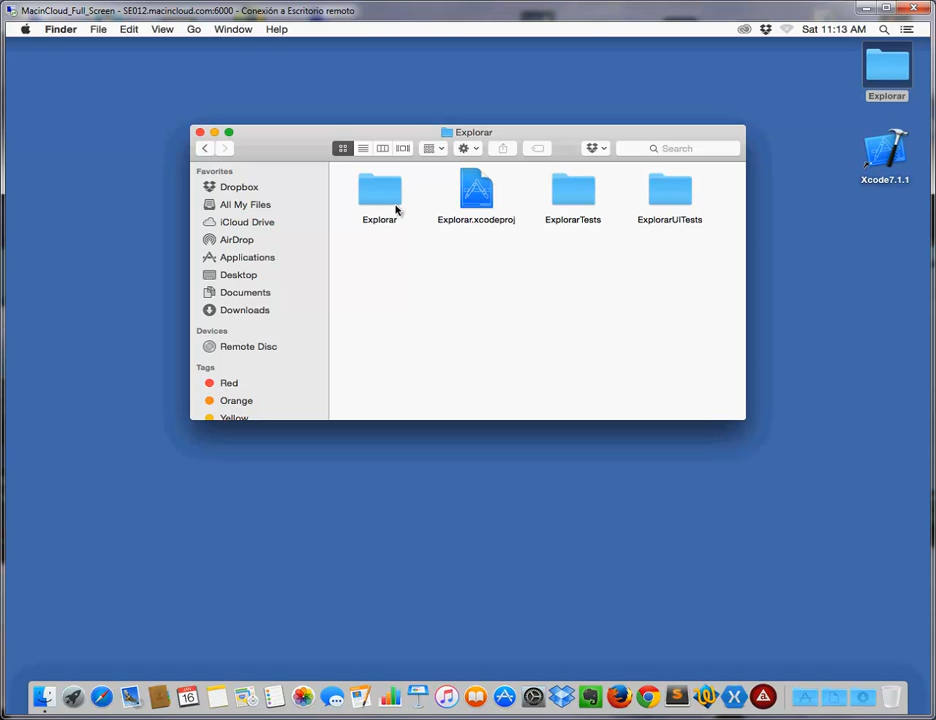 MacinCloud_Full_Screen - SE012.macincloud.com:6000 - Conexión a Escritorio remoto
Finder File Edit View Go Window Help Sat 11:13 AM
Explorar
Xcode7.1.1
Explorar
Search
Favorites
Dropbox
All My Files
iCloud Drive
AirDrop
Applications
Desktop
Documents
Downloads
Devices
Remote Disc
Tags
Red
Orange
Yellow
Explorar Explorar.xcodeproj ExplorarTests ExplorarUITests
JAN
16